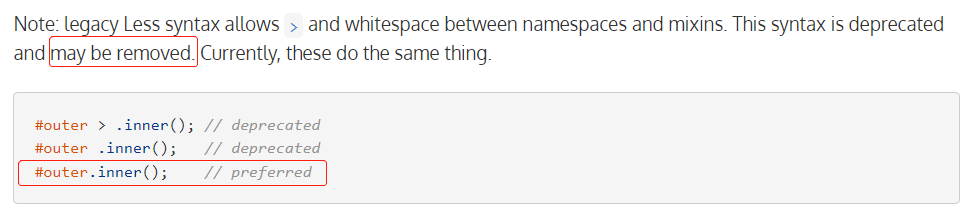 Note: legacy Less syntax allows > and whitespace between namespaces and mixins. This syntax is deprecated
and may be removed. Currently, these do the same thing.
#outer > .inner(); // deprecated
#outer .inner();   // deprecated
#outer.inner();    // preferred